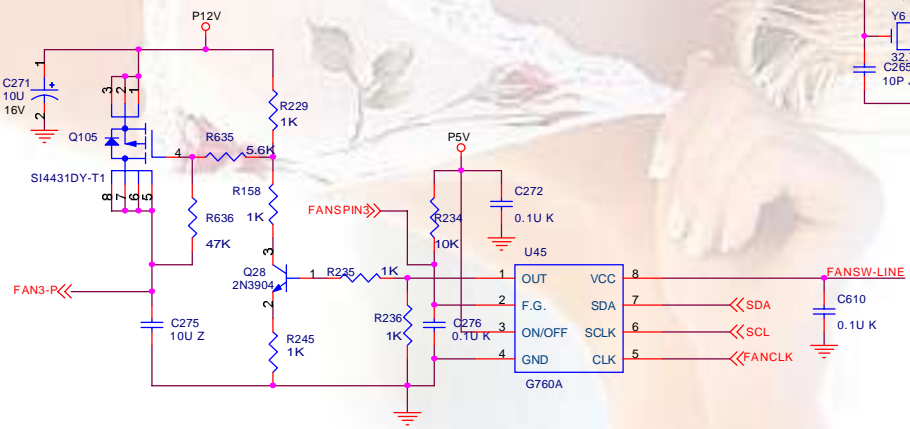 P12V
Y6
32.
C265
10P
C271
10U
16V
1
2
3 2 1
Q105
SI4431DY-T1
8 7 6 5
4
R635
5.6K
R229
1K
R158
1K
R636
47K
FAN3-P
C275
10U Z
Q28
2N3904
3
1
2
R245
1K
R235
1K
R236
1K
C276
0.1U K
FANSPIN3
P5V
R234
10K
C272
0.1U K
U45
1 OUT VCC 8
2 F.G. SDA 7
3 ON/OFF SCLK 6
4 GND CLK 5
G760A
FANSW-LINE
SDA
SCL
FANCLK
C610
0.1U K